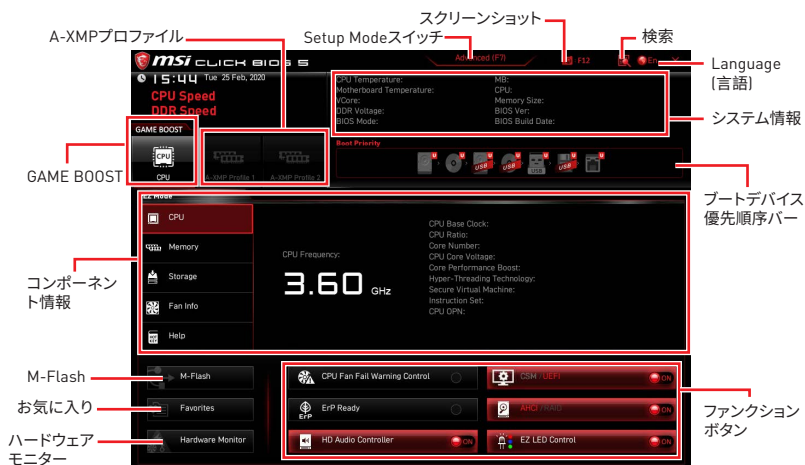 スクリーンショット
A-XMPプロファイル
Setup Modeスイッチ
検索
msi CLICK BIOS 5
Advanced (F7)
F12
En
X
Language
(言語)
15:44 Tue 25 Feb, 2020
CPU Speed
DDR Speed
CPU Temperature:
Motherboard Temperature:
VCore:
DDR Voltage:
BIOS Mode:
MB:
CPU:
Memory Size:
BIOS Ver:
BIOS Build Date:
システム情報
GAME BOOST
CPU
CPU
A-XMP Profile 1
A-XMP Profile 2
Boot Priority
U
U
U
U
U
U
U
USB
USB
USB
USB
GAME BOOST
ブートデバイス
優先順序バー
EZ Mode
CPU
Memory
Storage
Fan Info
Help
CPU Frequency:
3.60 GHz
CPU Base Clock:
CPU Ratio:
Core Number:
CPU Core Voltage:
Core Performance Boost:
Hyper-Threading Technology:
Secure Virtual Machine:
Instruction Set:
CPU OPN:
コンポーネン
ト情報
M-Flash
お気に入り
ハードウェア
モニター
M-Flash
Favorites
Hardware Monitor
CPU Fan Fail Warning Control
CSM /UEFI
ON
ErP
ErP Ready
AHCI /RAID
ON
HD Audio Controller
ON
EZ LED Control
ON
ファンクション
ボタン